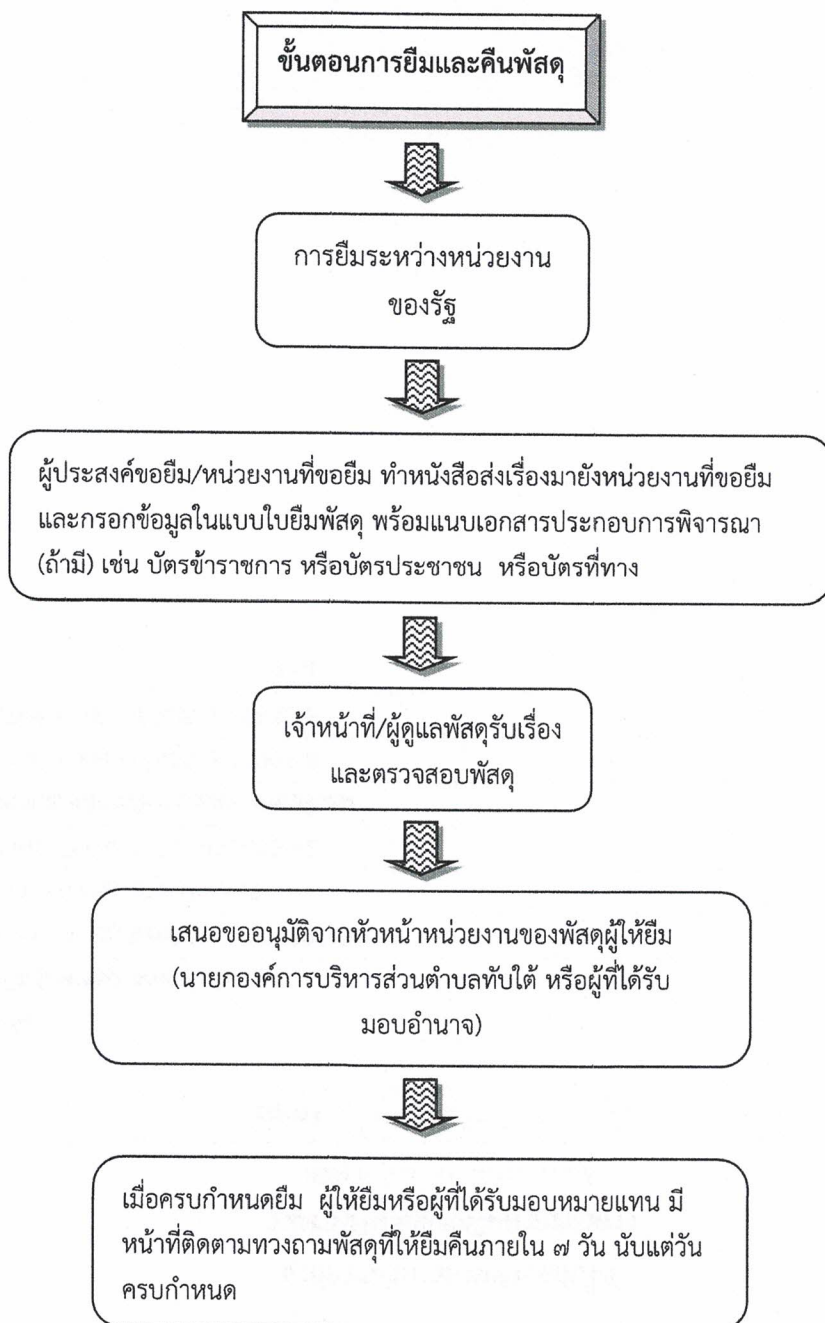 ขั้นตอนการยืมและคืนพัสดุ
การยืมระหว่างหน่วยงาน
ของรัฐ
ผู้ประสงค์ขอยืม/หน่วยงานที่ขอยืม ทำหนังสือส่งเรื่องมายังหน่วยงานที่ขอยืม
และกรอกข้อมูลในแบบใบยืมพัสดุ พร้อมแนบเอกสารประกอบการพิจารณา
(ถ้ามี) เช่น บัตรข้าราชการ หรือบัตรประชาชน หรือบัตรที่ทาง
เจ้าหน้าที่/ผู้ดูแลพัสดุรับเรื่อง
และตรวจสอบพัสดุ
เสนอขออนุมัติจากหัวหน้าหน่วยงานของพัสดุผู้ให้ยืม
(นายกองค์การบริหารส่วนตำบลทับใต้ หรือผู้ที่ได้รับ
มอบอำนาจ)
เมื่อครบกำหนดยืม ผู้ให้ยืมหรือผู้ที่ได้รับมอบหมายแทน มี
หน้าที่ติดตามทวงถามพัสดุที่ให้ยืมคืนภายใน ๗ วัน นับแต่วัน
ครบกำหนด